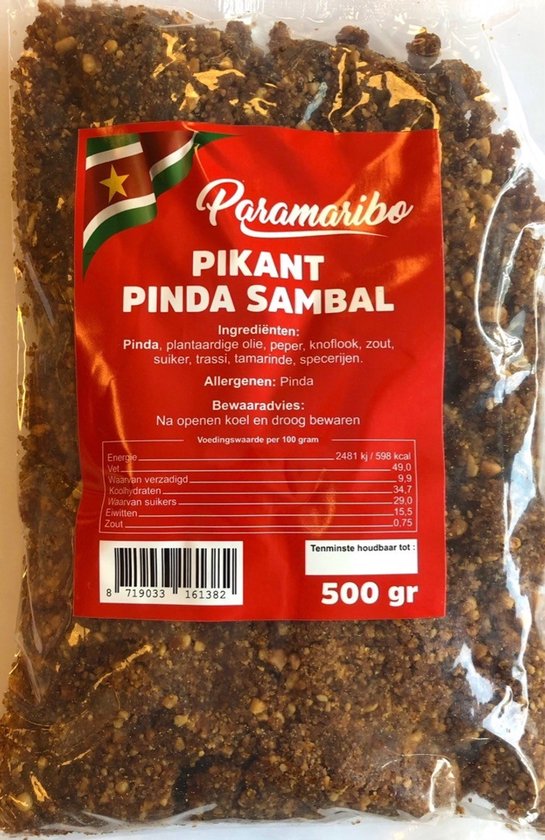 Paramaribo
PIKANT
PINDA SAMBAL
Ingrediënten:
Pinda, plantaardige olie, peper, knoflook, zout,
suiker, trassi, tamarinde, specerijen.
Allergenen: Pinda
Bewaaradvies:
Na openen koel en droog bewaren
Voedingswaarde per 100 gram
Energie 2481 kj / 598 kcal
Vet 49,0
Waarvan verzadigd 9,9
Koolhydraten 34,7
Waarvan suikers 29,0
Eiwitten 15,5
Zout 0,75
Tenminste houdbaar tot :
8 719033 161382
500 gr